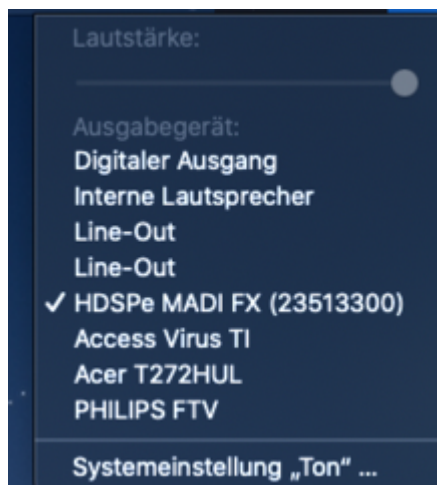 Lautstärke:
Ausgabegerät:
Digitaler Ausgang
Interne Lautsprecher
Line-Out
Line-Out
✓ HDSPe MADI FX (23513300)
Access Virus TI
Acer T272HUL
PHILIPS FTV
Systemeinstellung „Ton“ ...